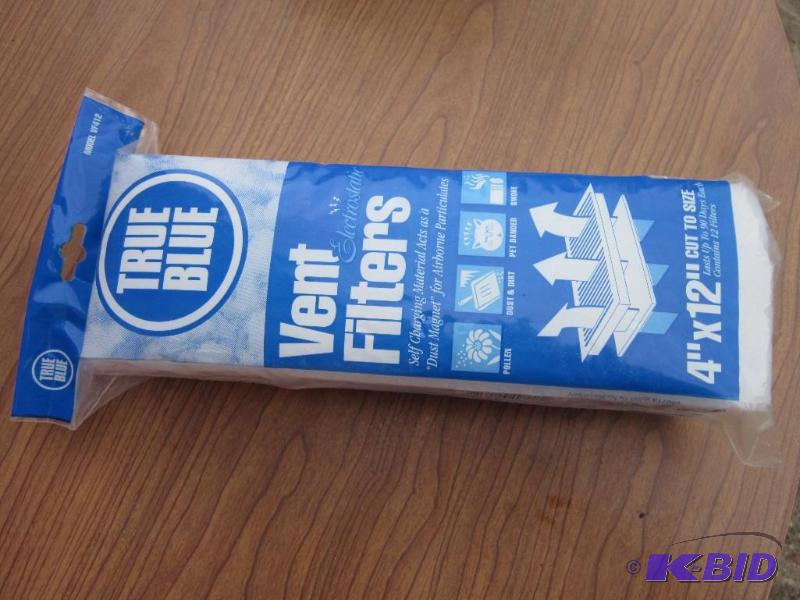 MODEL VF412
TRUE
BLUE
TRUE
BLUE
Vent
Electrostatic
Filters
Self Charging Material Acts as a
"Dust Magnet" for Airborne Particulates
POLLEN
DUST & DIRT
PET DANDER
SMOKE
4"X12" CUT TO SIZE
Lasts Up To 90 Days Each
Contains 12 Filters
© K-BID